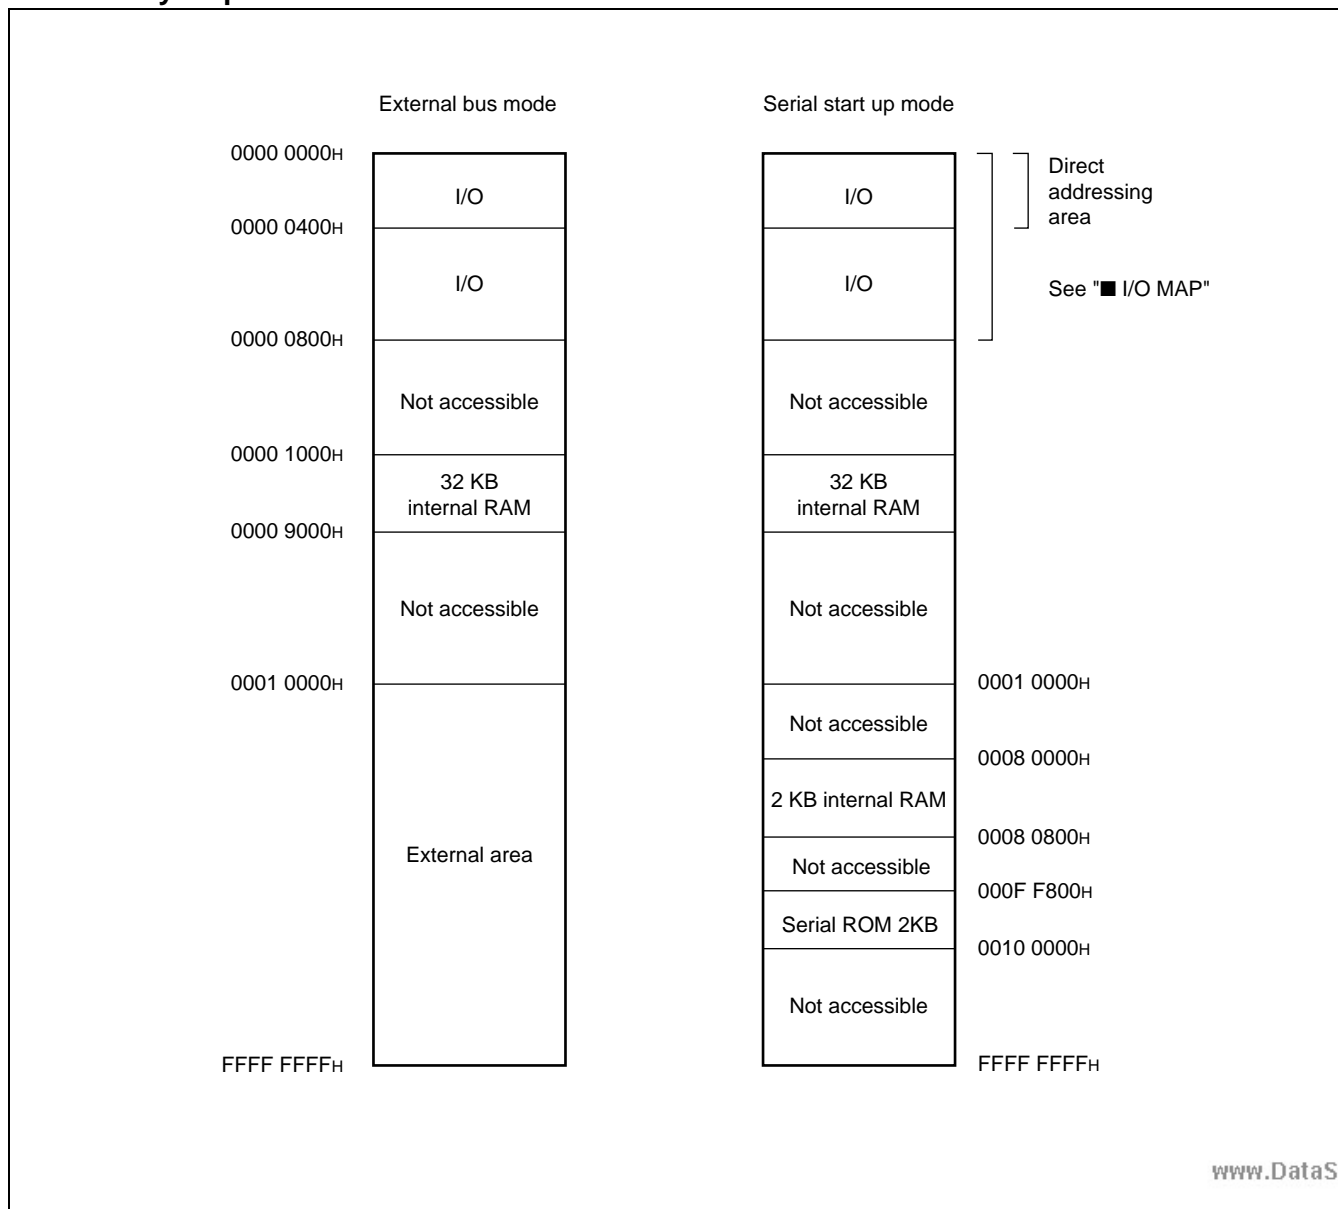 External bus mode
0000 0000H
I/O
0000 0400H
I/O
0000 0800H
Not accessible
0000 1000H
32 KB
internal RAM
0000 9000H
Not accessible
0001 0000H
External area
FFFF FFFFH
Serial start up mode
I/O
I/O
Not accessible
32 KB
internal RAM
Not accessible
0001 0000H
Not accessible
0008 0000H
2 KB internal RAM
0008 0800H
Not accessible
000F F800H
Serial ROM 2KB
0010 0000H
Not accessible
FFFF FFFFH
Direct
addressing
area
See "■ I/O MAP"
www.DataS